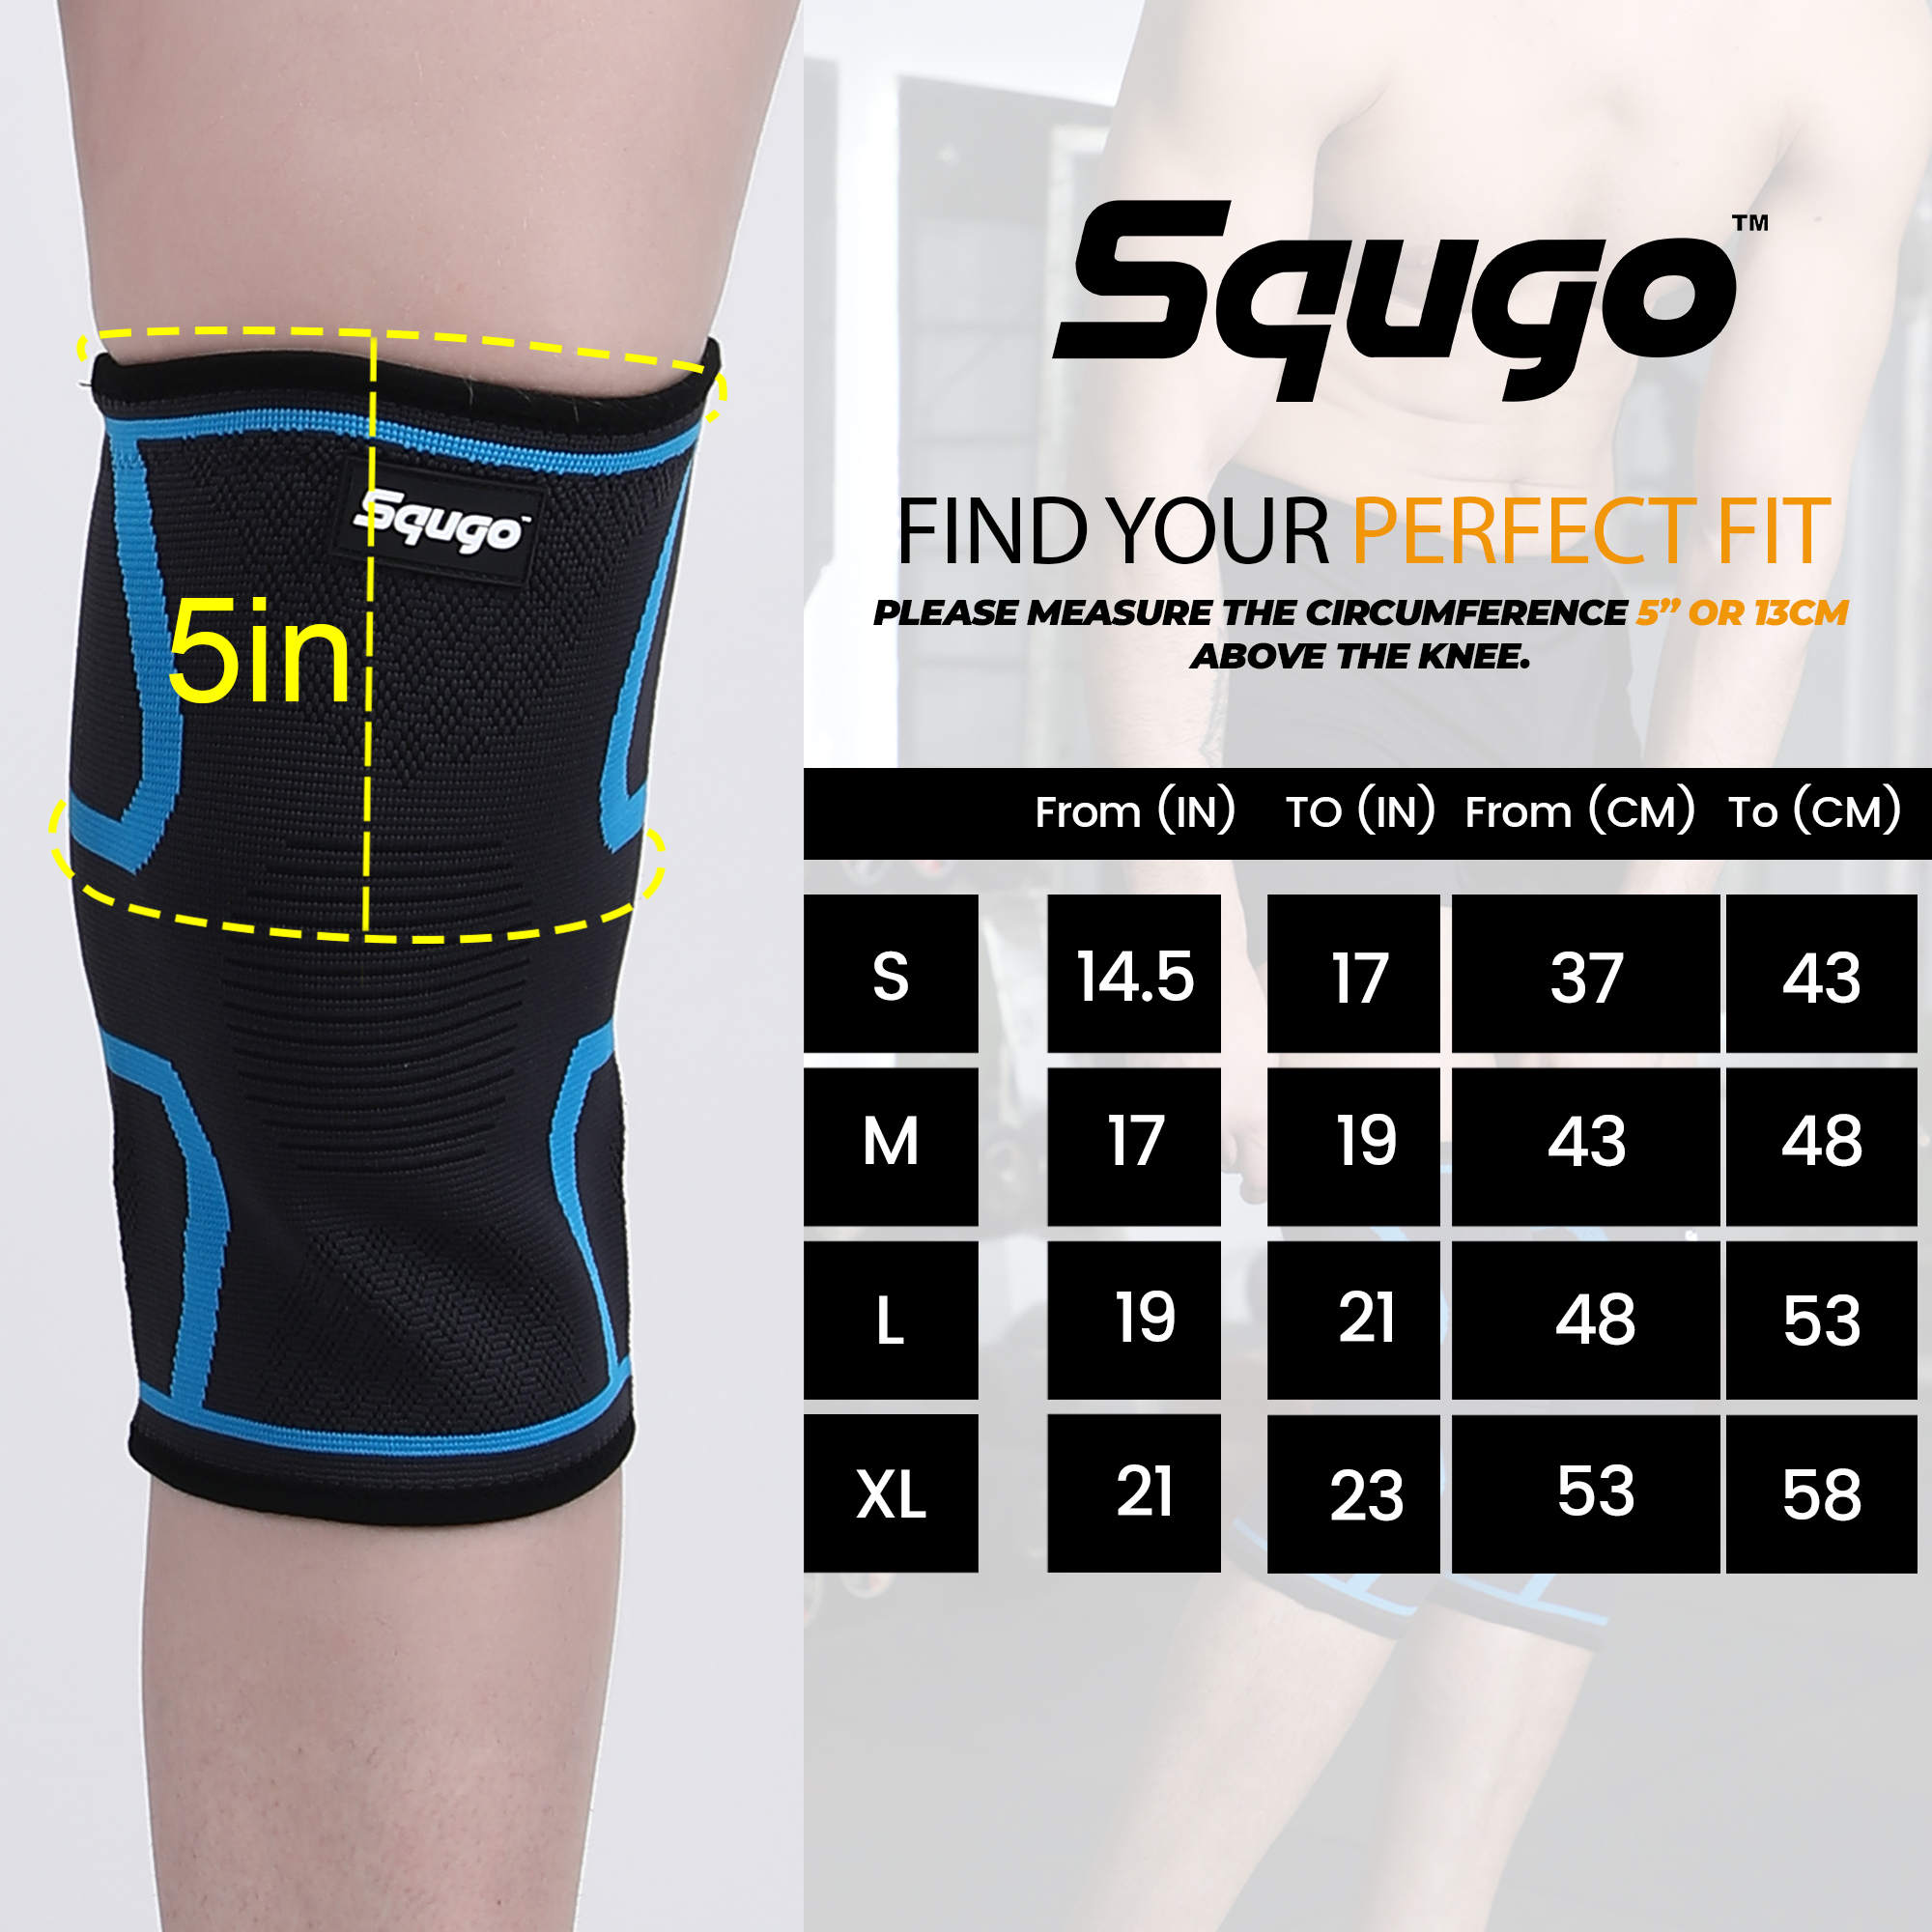 Squgo™
5in
Squgo™
FIND YOUR PERFECT FIT
PLEASE MEASURE THE CIRCUMFERENCE 5” OR 13CM
ABOVE THE KNEE.
From (IN) TO (IN) From (CM) To (CM)
S 14.5 17 37 43
M 17 19 43 48
L 19 21 48 53
XL 21 23 53 58